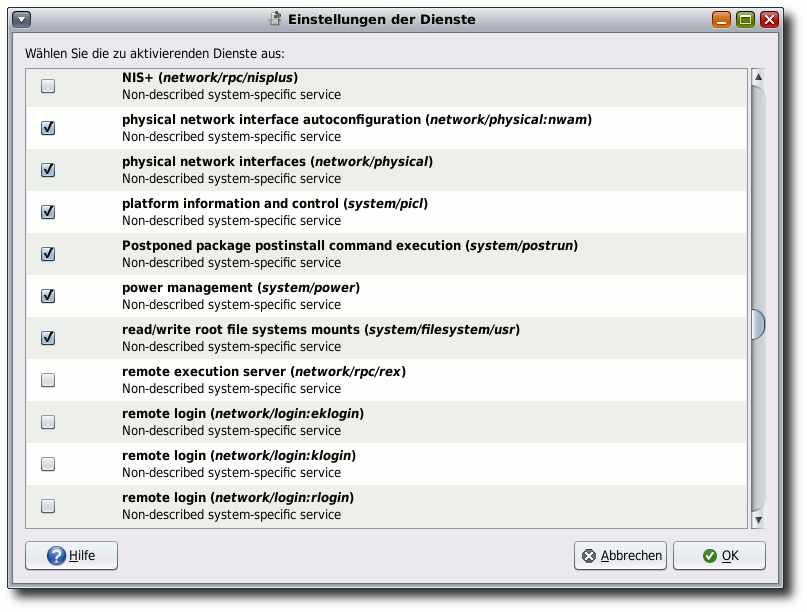 Einstellungen der Dienste
Wählen Sie die zu aktivierenden Dienste aus:
NIS+ (network/rpc/nisplus)
Non-described system-specific service
physical network interface autoconfiguration (network/physical:nwam)
Non-described system-specific service
physical network interfaces (network/physical)
Non-described system-specific service
platform information and control (system/picl)
Non-described system-specific service
Postponed package postinstall command execution (system/postrun)
Non-described system-specific service
power management (system/power)
Non-described system-specific service
read/write root file systems mounts (system/filesystem/usr)
Non-described system-specific service
remote execution server (network/rpc/rex)
Non-described system-specific service
remote login (network/login:eklogin)
Non-described system-specific service
remote login (network/login:klogin)
Non-described system-specific service
remote login (network/login:rlogin)
Non-described system-specific service
Hilfe
Abbrechen
OK